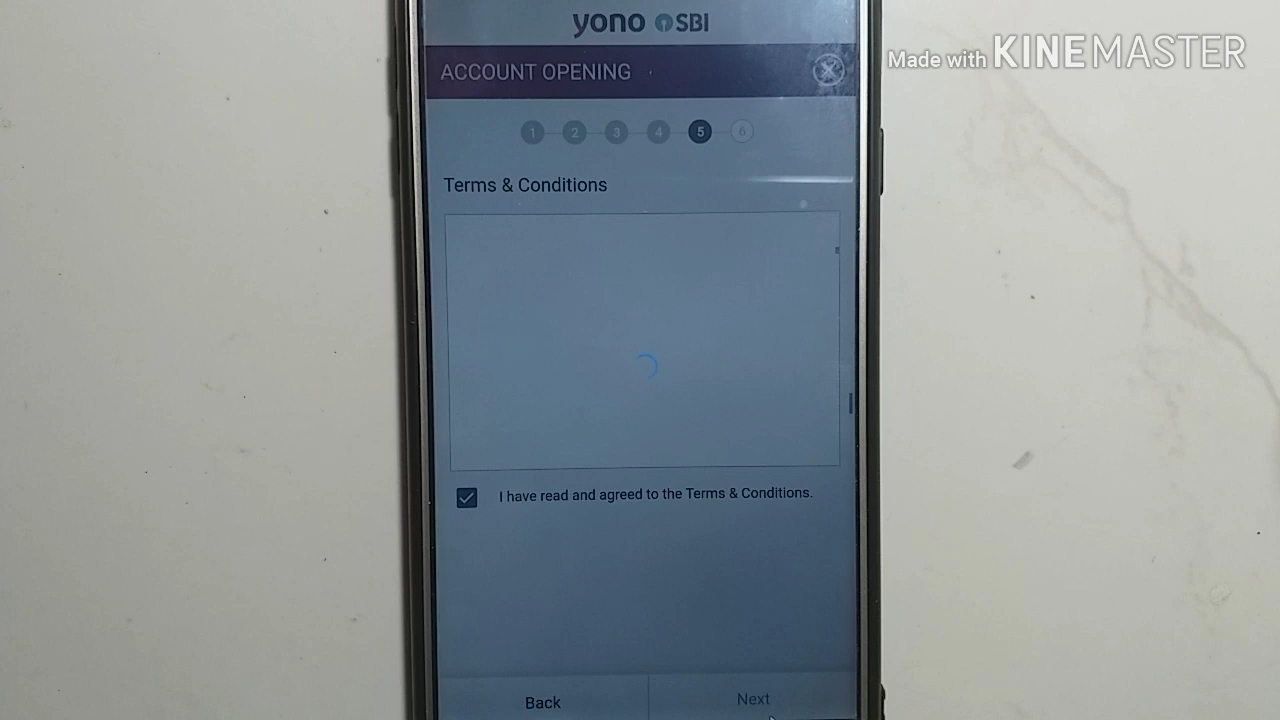 yono SBI
Made with KINEMASTER
ACCOUNT OPENING
1 2 3 4 5 6
Terms & Conditions
I have read and agreed to the Terms & Conditions.
Back Next